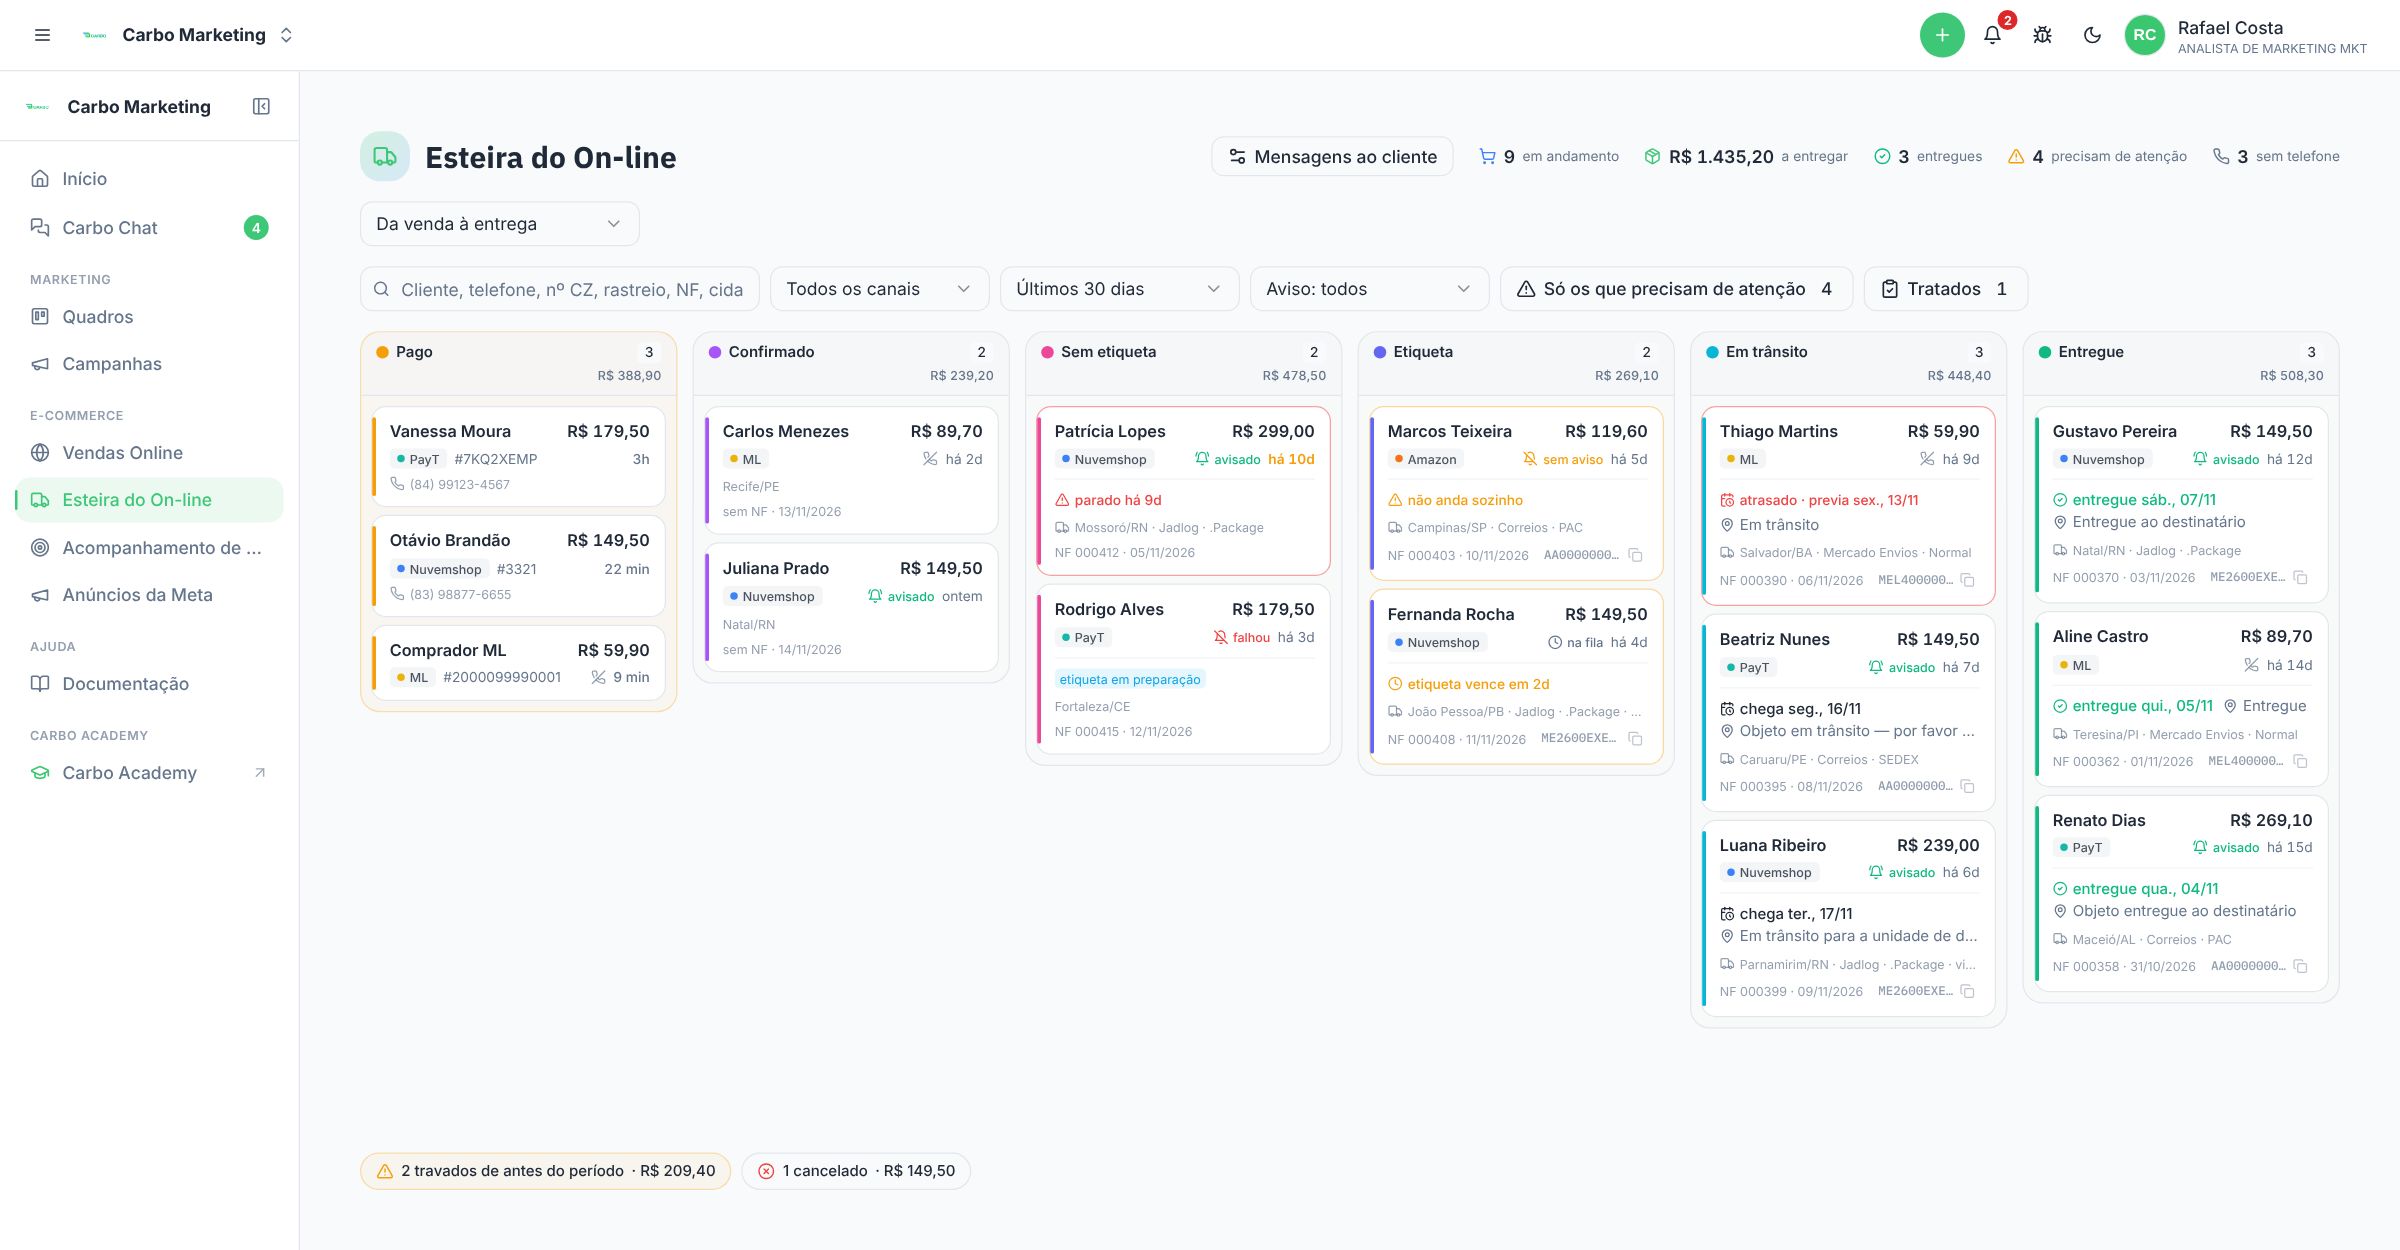 Carbo Marketing
2
RC
Rafael Costa
ANALISTA DE MARKETING MKT
Carbo Marketing
Início
Carbo Chat
4
MARKETING
Quadros
Campanhas
E-COMMERCE
Vendas Online
Esteira do On-line
Acompanhamento de ...
Anúncios da Meta
AJUDA
Documentação
CARBO ACADEMY
Carbo Academy
Esteira do On-line
Mensagens ao cliente
9 em andamento
R$ 1.435,20 a entregar
3 entregues
4 precisam de atenção
3 sem telefone
Da venda à entrega
Cliente, telefone, nº CZ, rastreio, NF, cida
Todos os canais
Últimos 30 dias
Aviso: todos
Só os que precisam de atenção 4
Tratados 1
Pago 3
R$ 388,90
Vanessa Moura R$ 179,50
PayT #7KQ2XEMP 3h
(84) 99123-4567
Otávio Brandão R$ 149,50
Nuvemshop #3321 22 min
(83) 98877-6655
Comprador ML R$ 59,90
ML #2000099990001 9 min
Confirmado 2
R$ 239,20
Carlos Menezes R$ 89,70
ML há 2d
Recife/PE
sem NF · 13/11/2026
Juliana Prado R$ 149,50
Nuvemshop avisado ontem
Natal/RN
sem NF · 14/11/2026
Sem etiqueta 2
R$ 478,50
Patrícia Lopes R$ 299,00
Nuvemshop avisado há 10d
parado há 9d
Mossoró/RN · Jadlog · .Package
NF 000412 · 05/11/2026
Rodrigo Alves R$ 179,50
PayT falhou há 3d
etiqueta em preparação
Fortaleza/CE
NF 000415 · 12/11/2026
Etiqueta 2
R$ 269,10
Marcos Teixeira R$ 119,60
Amazon sem aviso há 5d
não anda sozinho
Campinas/SP · Correios · PAC
NF 000403 · 10/11/2026 AA0000000...
Fernanda Rocha R$ 149,50
Nuvemshop na fila há 4d
etiqueta vence em 2d
João Pessoa/PB · Jadlog · .Package · ...
NF 000408 · 11/11/2026 ME2600EXE...
Em trânsito 3
R$ 448,40
Thiago Martins R$ 59,90
ML há 9d
atrasado · previa sex., 13/11
Em trânsito
Salvador/BA · Mercado Envios · Normal
NF 000390 · 06/11/2026 MEL400000...
Beatriz Nunes R$ 149,50
PayT avisado há 7d
chega seg., 16/11
Objeto em trânsito — por favor ...
Caruaru/PE · Correios · SEDEX
NF 000395 · 08/11/2026 AA0000000...
Luana Ribeiro R$ 239,00
Nuvemshop avisado há 6d
chega ter., 17/11
Em trânsito para a unidade de d...
Parnamirim/RN · Jadlog · .Package · vi...
NF 000399 · 09/11/2026 ME2600EXE...
Entregue 3
R$ 508,30
Gustavo Pereira R$ 149,50
Nuvemshop avisado há 12d
entregue sáb., 07/11
Entregue ao destinatário
Natal/RN · Jadlog · .Package
NF 000370 · 03/11/2026 ME2600EXE...
Aline Castro R$ 89,70
ML há 14d
entregue qui., 05/11 Entregue
Teresina/PI · Mercado Envios · Normal
NF 000362 · 01/11/2026 MEL400000...
Renato Dias R$ 269,10
PayT avisado há 15d
entregue qua., 04/11
Objeto entregue ao destinatário
Maceió/AL · Correios · PAC
NF 000358 · 31/10/2026 AA0000000...
2 travados de antes do período · R$ 209,40
1 cancelado · R$ 149,50